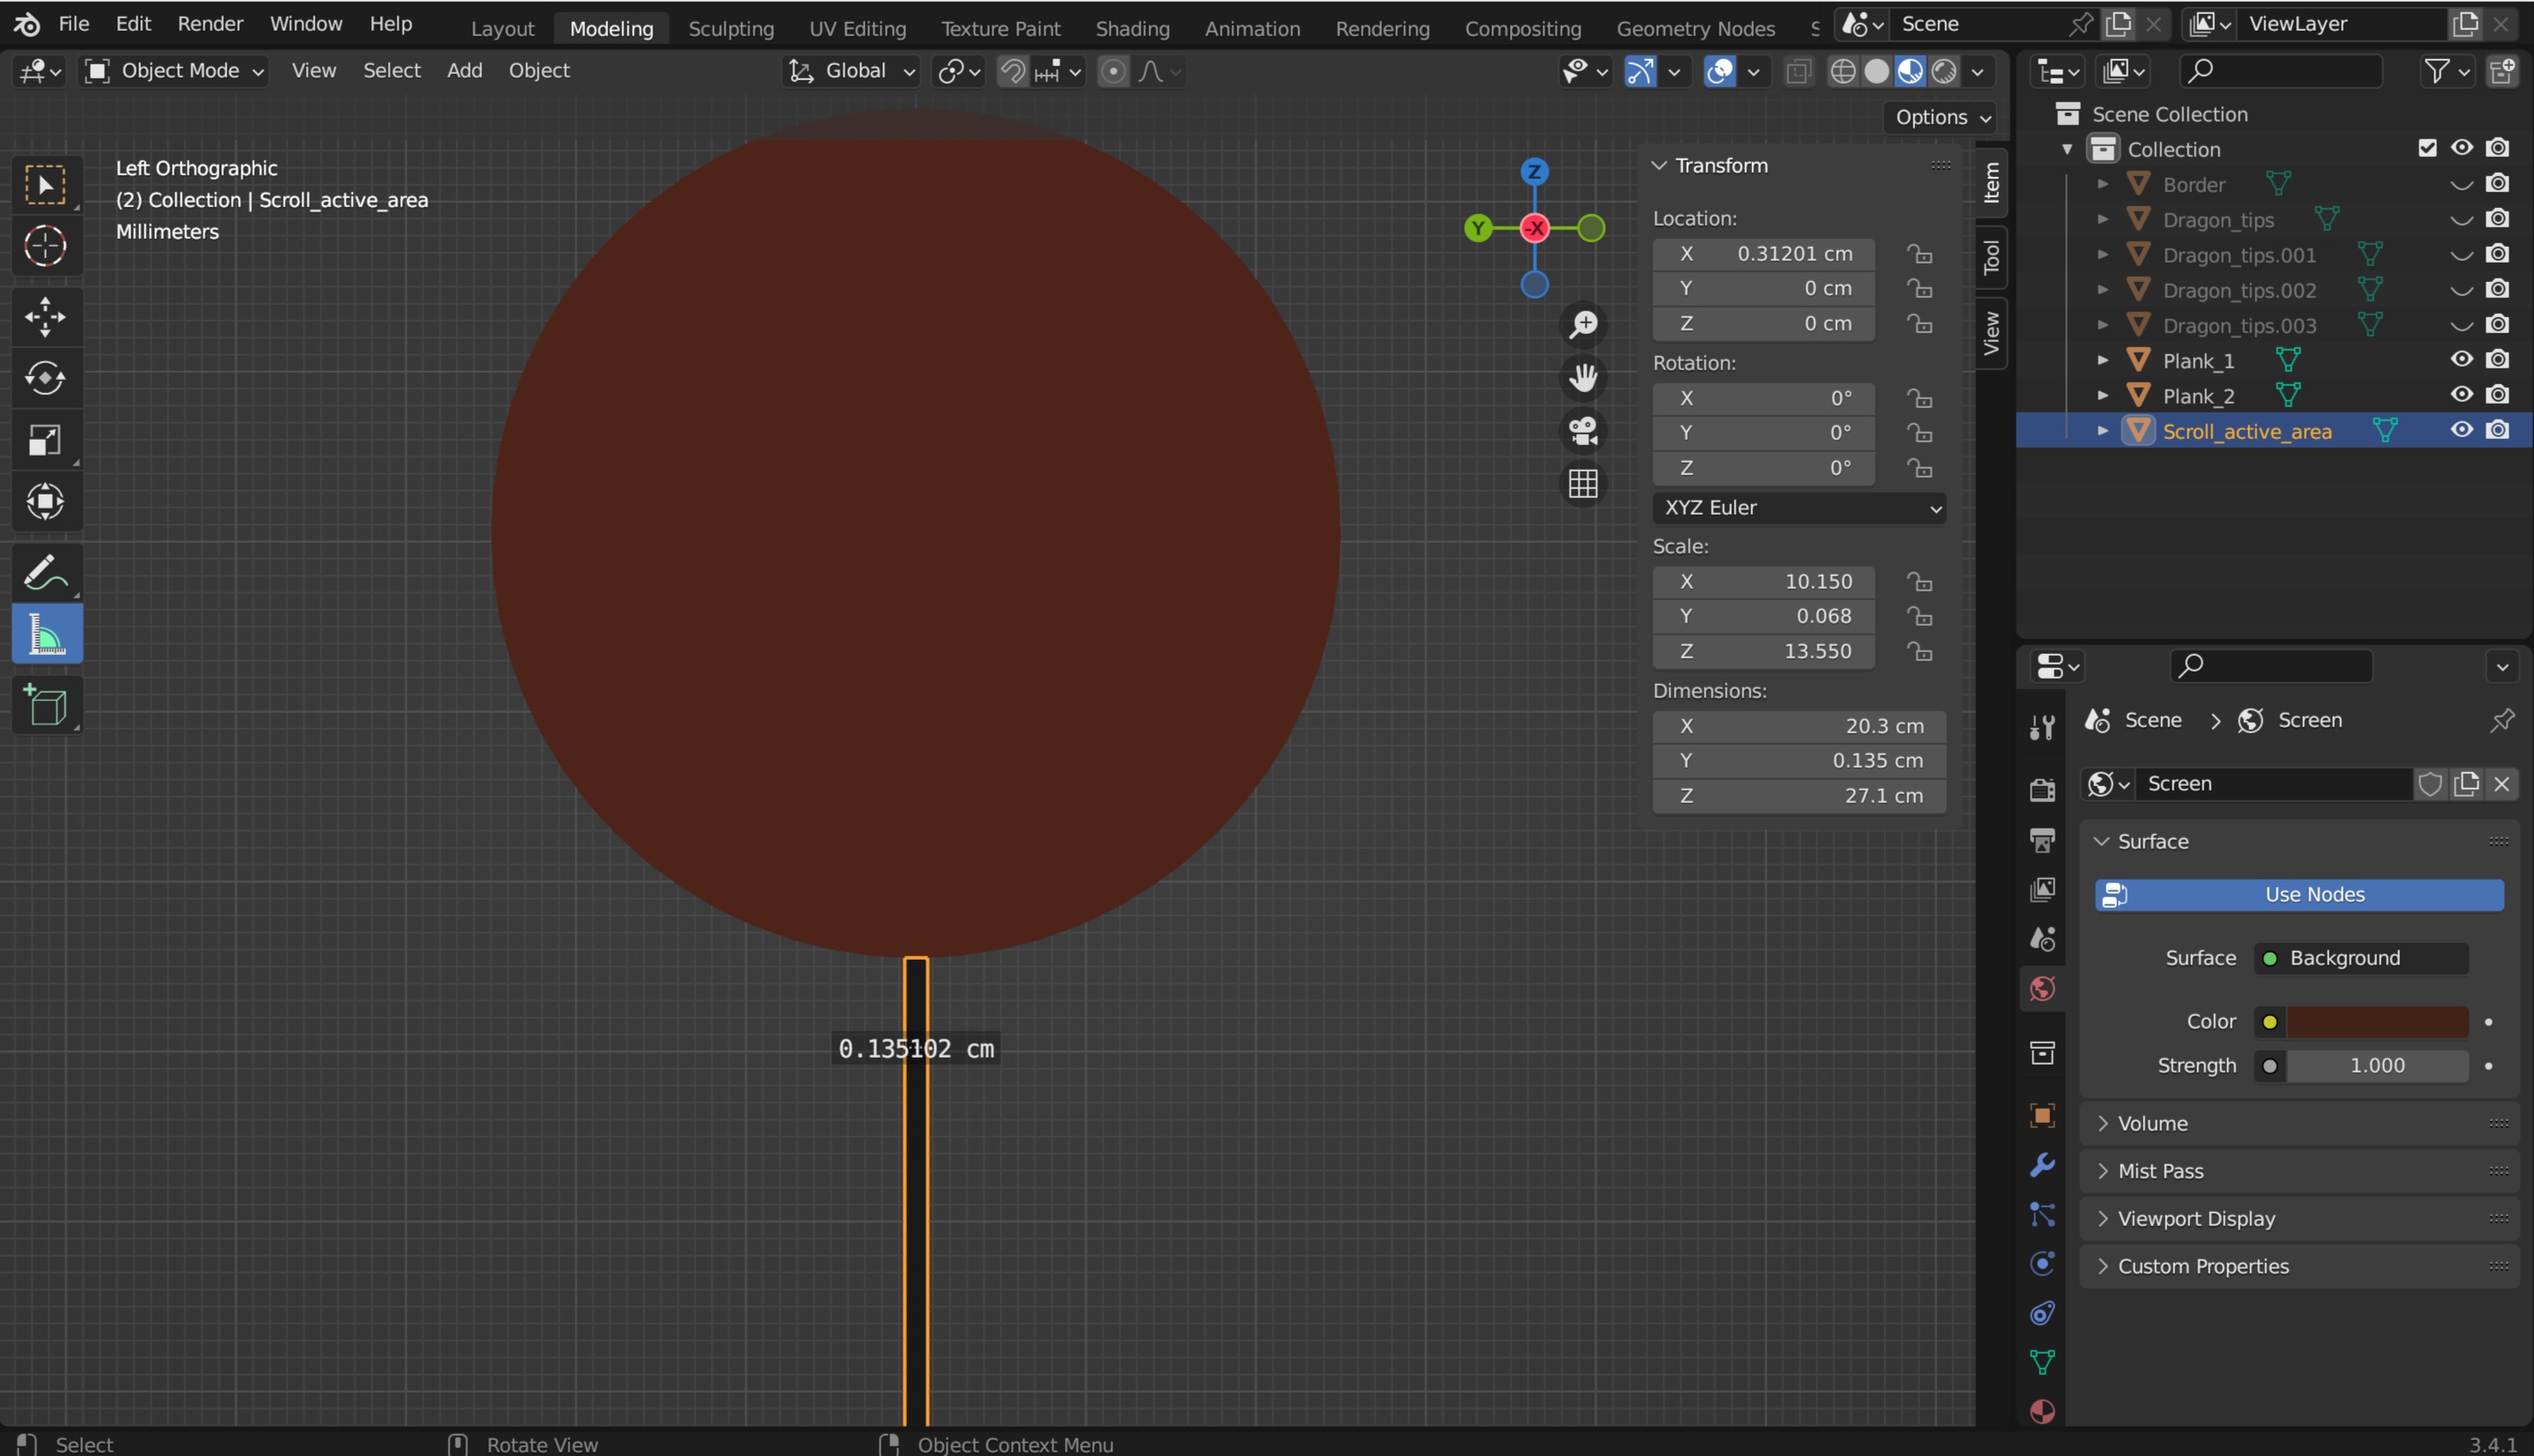 File Edit Render Window Help Layout Modeling Sculpting UV Editing Texture Paint Shading Animation Rendering Compositing Geometry Nodes S Scene ViewLayer
Object Mode View Select Add Object Global
Options
Left Orthographic
(2) Collection | Scroll_active_area
Millimeters
Z
Y
-X
0.135102 cm
Transform
Location:
X 0.31201 cm
Y 0 cm
Z 0 cm
Rotation:
X 0°
Y 0°
Z 0°
XYZ Euler
Scale:
X 10.150
Y 0.068
Z 13.550
Dimensions:
X 20.3 cm
Y 0.135 cm
Z 27.1 cm
Item
Tool
View
Scene Collection
Collection
Border
Dragon_tips
Dragon_tips.001
Dragon_tips.002
Dragon_tips.003
Plank_1
Plank_2
Scroll_active_area
Scene > Screen
Screen
Surface
Use Nodes
Surface Background
Color
Strength 1.000
Volume
Mist Pass
Viewport Display
Custom Properties
Select Rotate View Object Context Menu 3.4.1